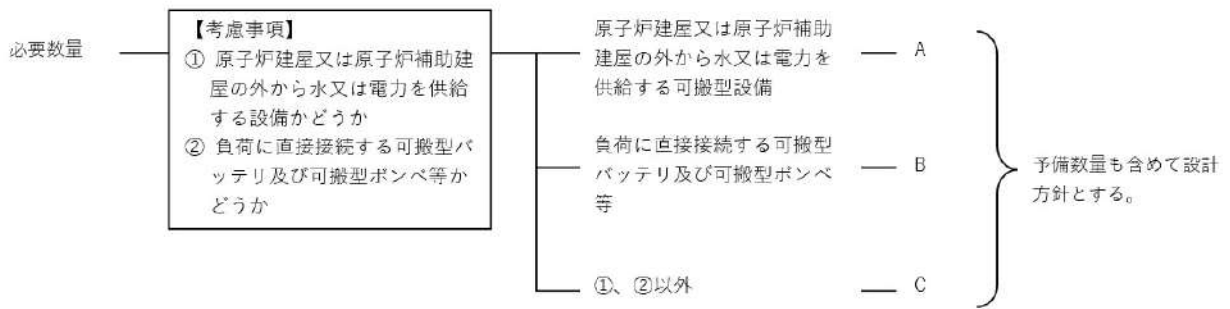 必要数量
【考慮事項】
① 原子炉建屋又は原子炉補助建
屋の外から水又は電力を供給
する設備かどうか
② 負荷に直接接続する可搬型バ
ッテリ及び可搬型ボンベ等か
どうか
原子炉建屋又は原子炉補助
建屋の外から水又は電力を
供給する可搬型設備
A
負荷に直接接続する可搬型
バッテリ及び可搬型ボンベ
等
B
①、②以外
C
予備数量も含めて設計
方針とする。